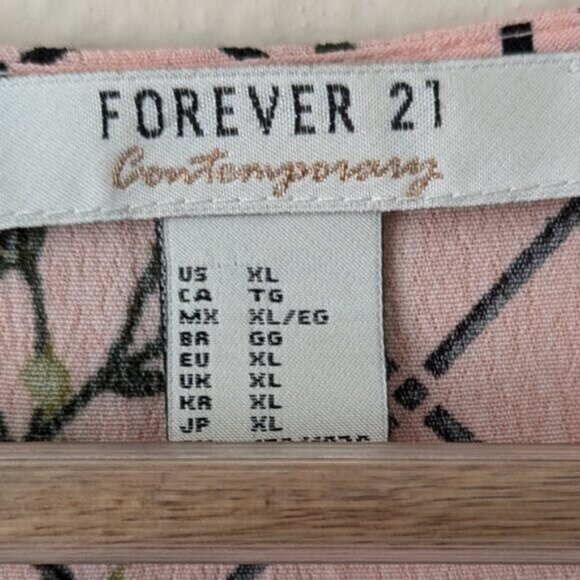 FOREVER 21
Contemporary
US XL
CA TG
MX XL/EG
BR GG
EU XL
UK XL
KR XL
JP XL